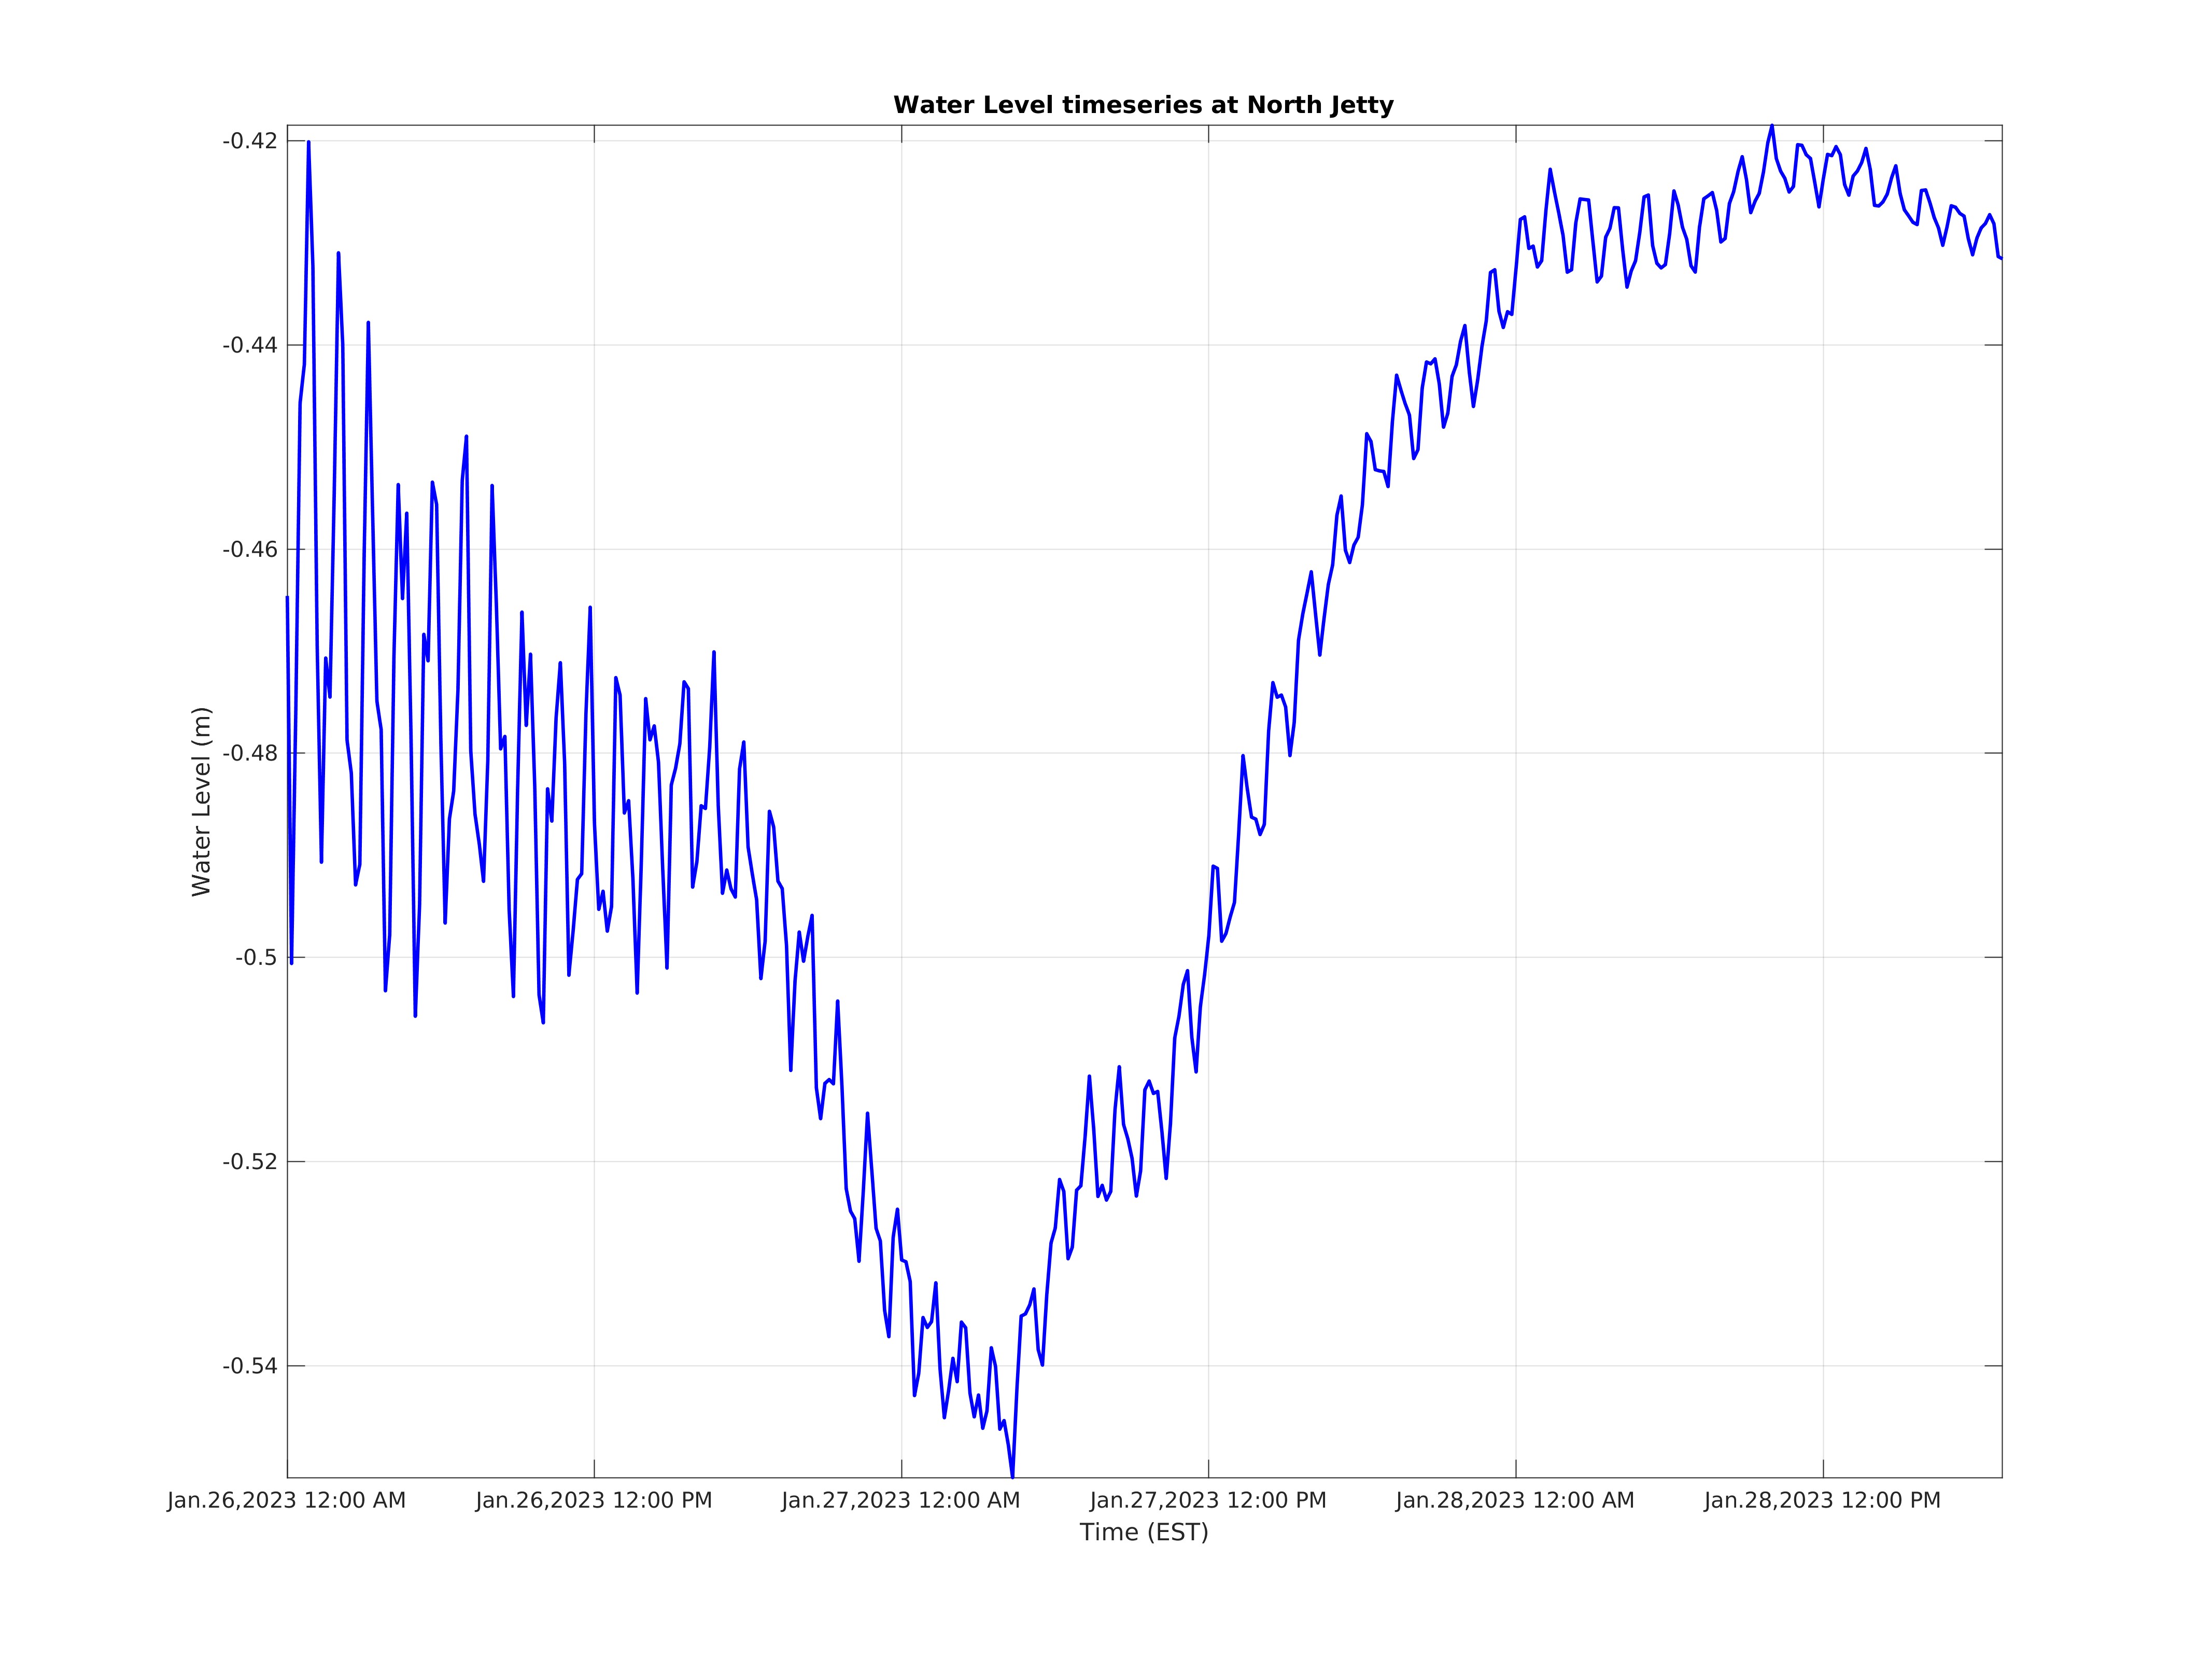 Water Level timeseries at North Jetty
-0.42
-0.44
-0.46
-0.48
-0.5
-0.52
-0.54
Water Level (m)
Jan.26,2023 12:00 AM
Jan.26,2023 12:00 PM
Jan.27,2023 12:00 AM
Jan.27,2023 12:00 PM
Jan.28,2023 12:00 AM
Jan.28,2023 12:00 PM
Time (EST)